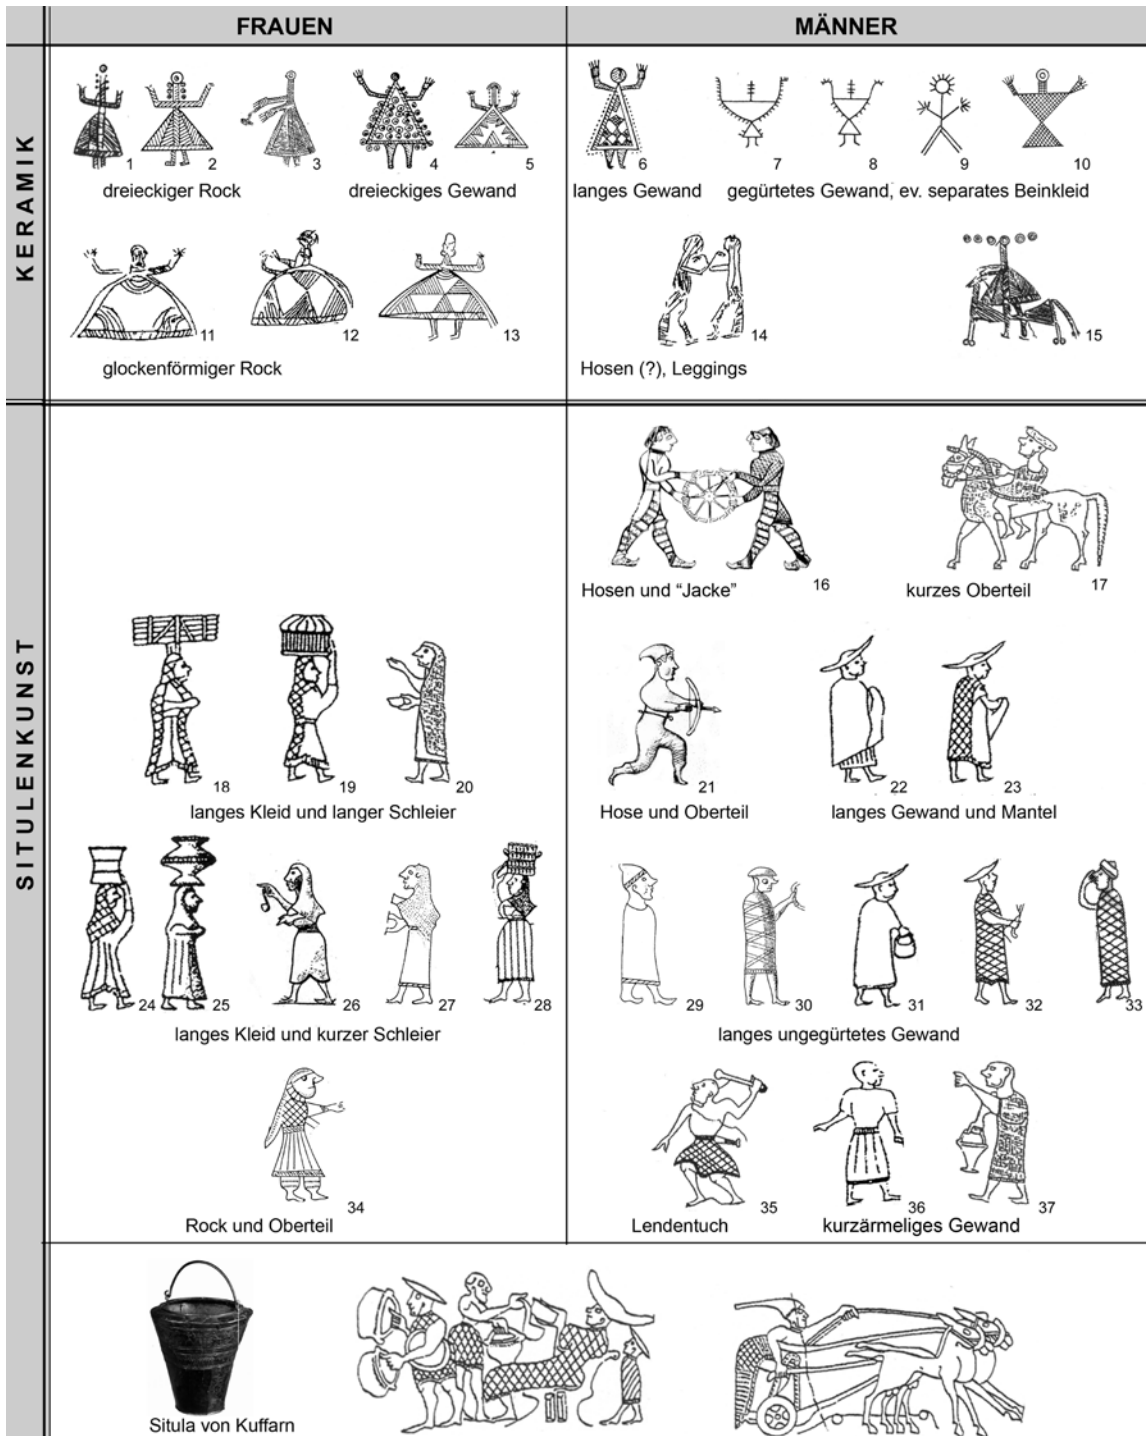 FRAUEN
MÄNNER
KERAMIK
1 2 3 4 5
dreieckiger Rock
dreieckiges Gewand
6 7 8 9 10
langes Gewand
gegürtetes Gewand, ev. separates Beinkleid
11 12 13
glockenförmiger Rock
14 15
Hosen (?), Leggings
SITULENKUNST
16 17
Hosen und "Jacke"
kurzes Oberteil
18 19 20
langes Kleid und langer Schleier
21 22 23
Hose und Oberteil
langes Gewand und Mantel
24 25 26 27 28
langes Kleid und kurzer Schleier
29 30 31 32 33
langes ungegürtetes Gewand
34
Rock und Oberteil
35 36 37
Lendentuch
kurzärmeliges Gewand
Situla von Kuffarn